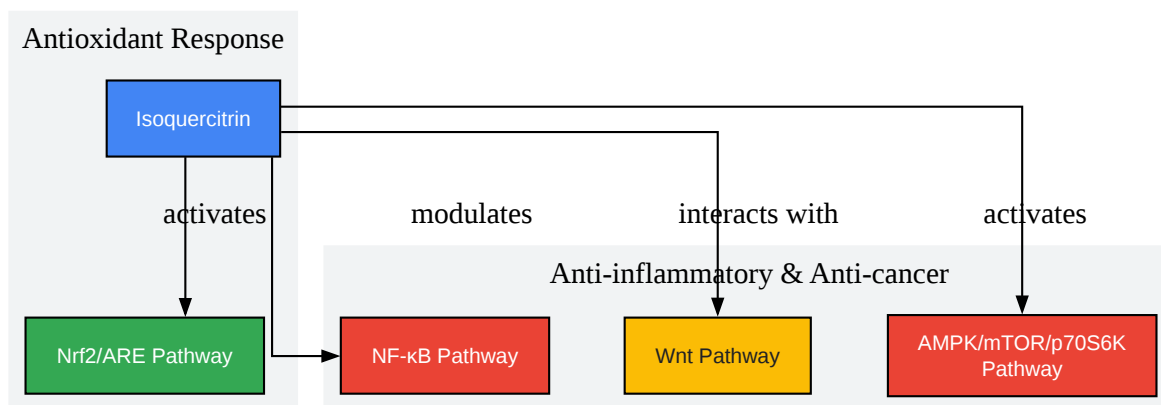 Antioxidant Response
Isoquercitrin
activates
modulates
interacts with
activates
Anti-inflammatory & Anti-cancer
Nrf2/ARE Pathway
NF-κB Pathway
Wnt Pathway
AMPK/mTOR/p70S6K
Pathway